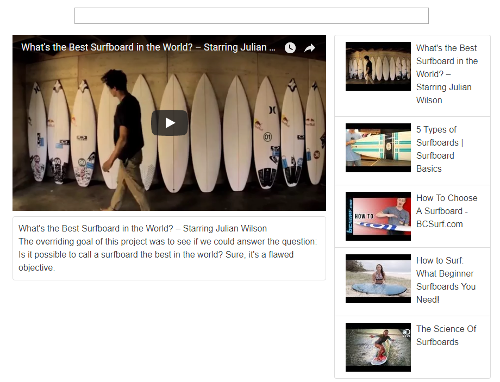 What's the Best Surfboard in the World? – Starring Julian ...
What's the Best Surfboard in the World? – Starring Julian Wilson
The overriding goal of this project was to see if we could answer the question:
Is it possible to call a surfboard the best in the world? Sure, it's a flawed
objective.
What's the Best
Surfboard in the
World? –
Starring Julian
Wilson
5 Types of
Surfboards |
Surfboard
Basics
HOW TO
How To Choose
A Surfboard -
BCSurf.com
How to Surf:
What Beginner
Surfboards You
Need!
The Science Of
Surfboards